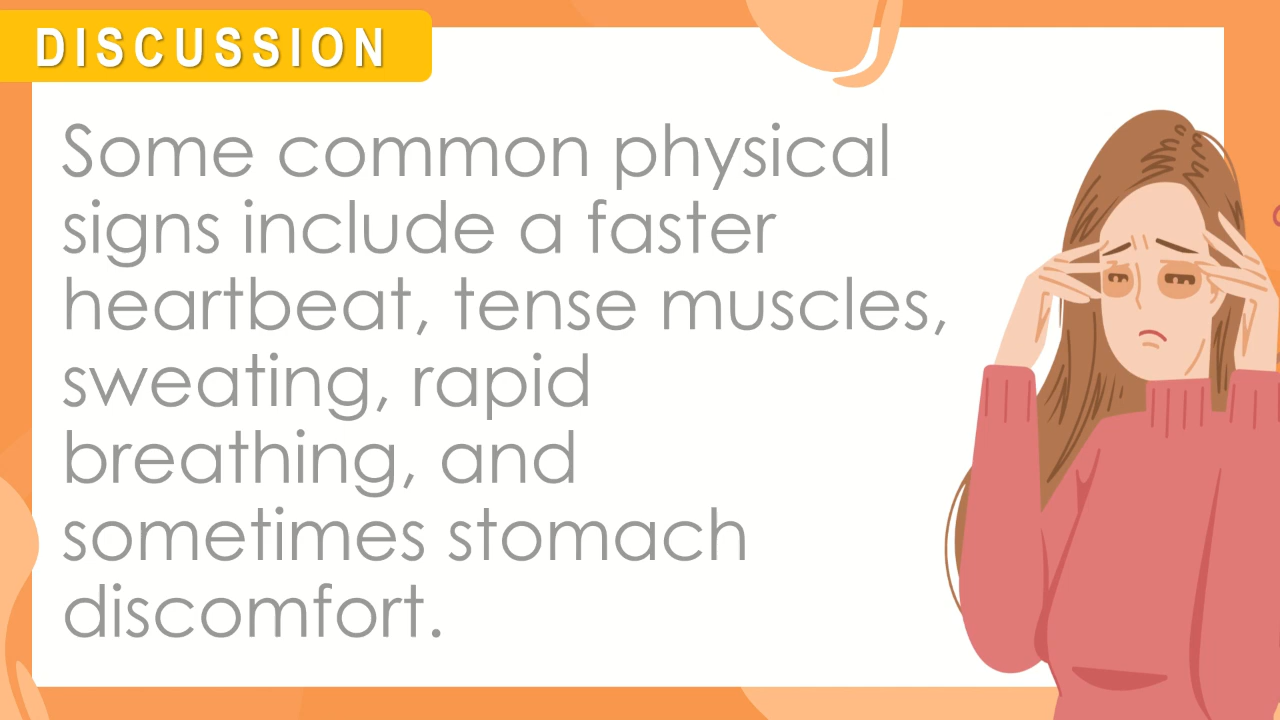 DISCUSSION
Some common physical
signs include a faster
heartbeat, tense muscles,
sweating, rapid
breathing, and
sometimes stomach
discomfort.